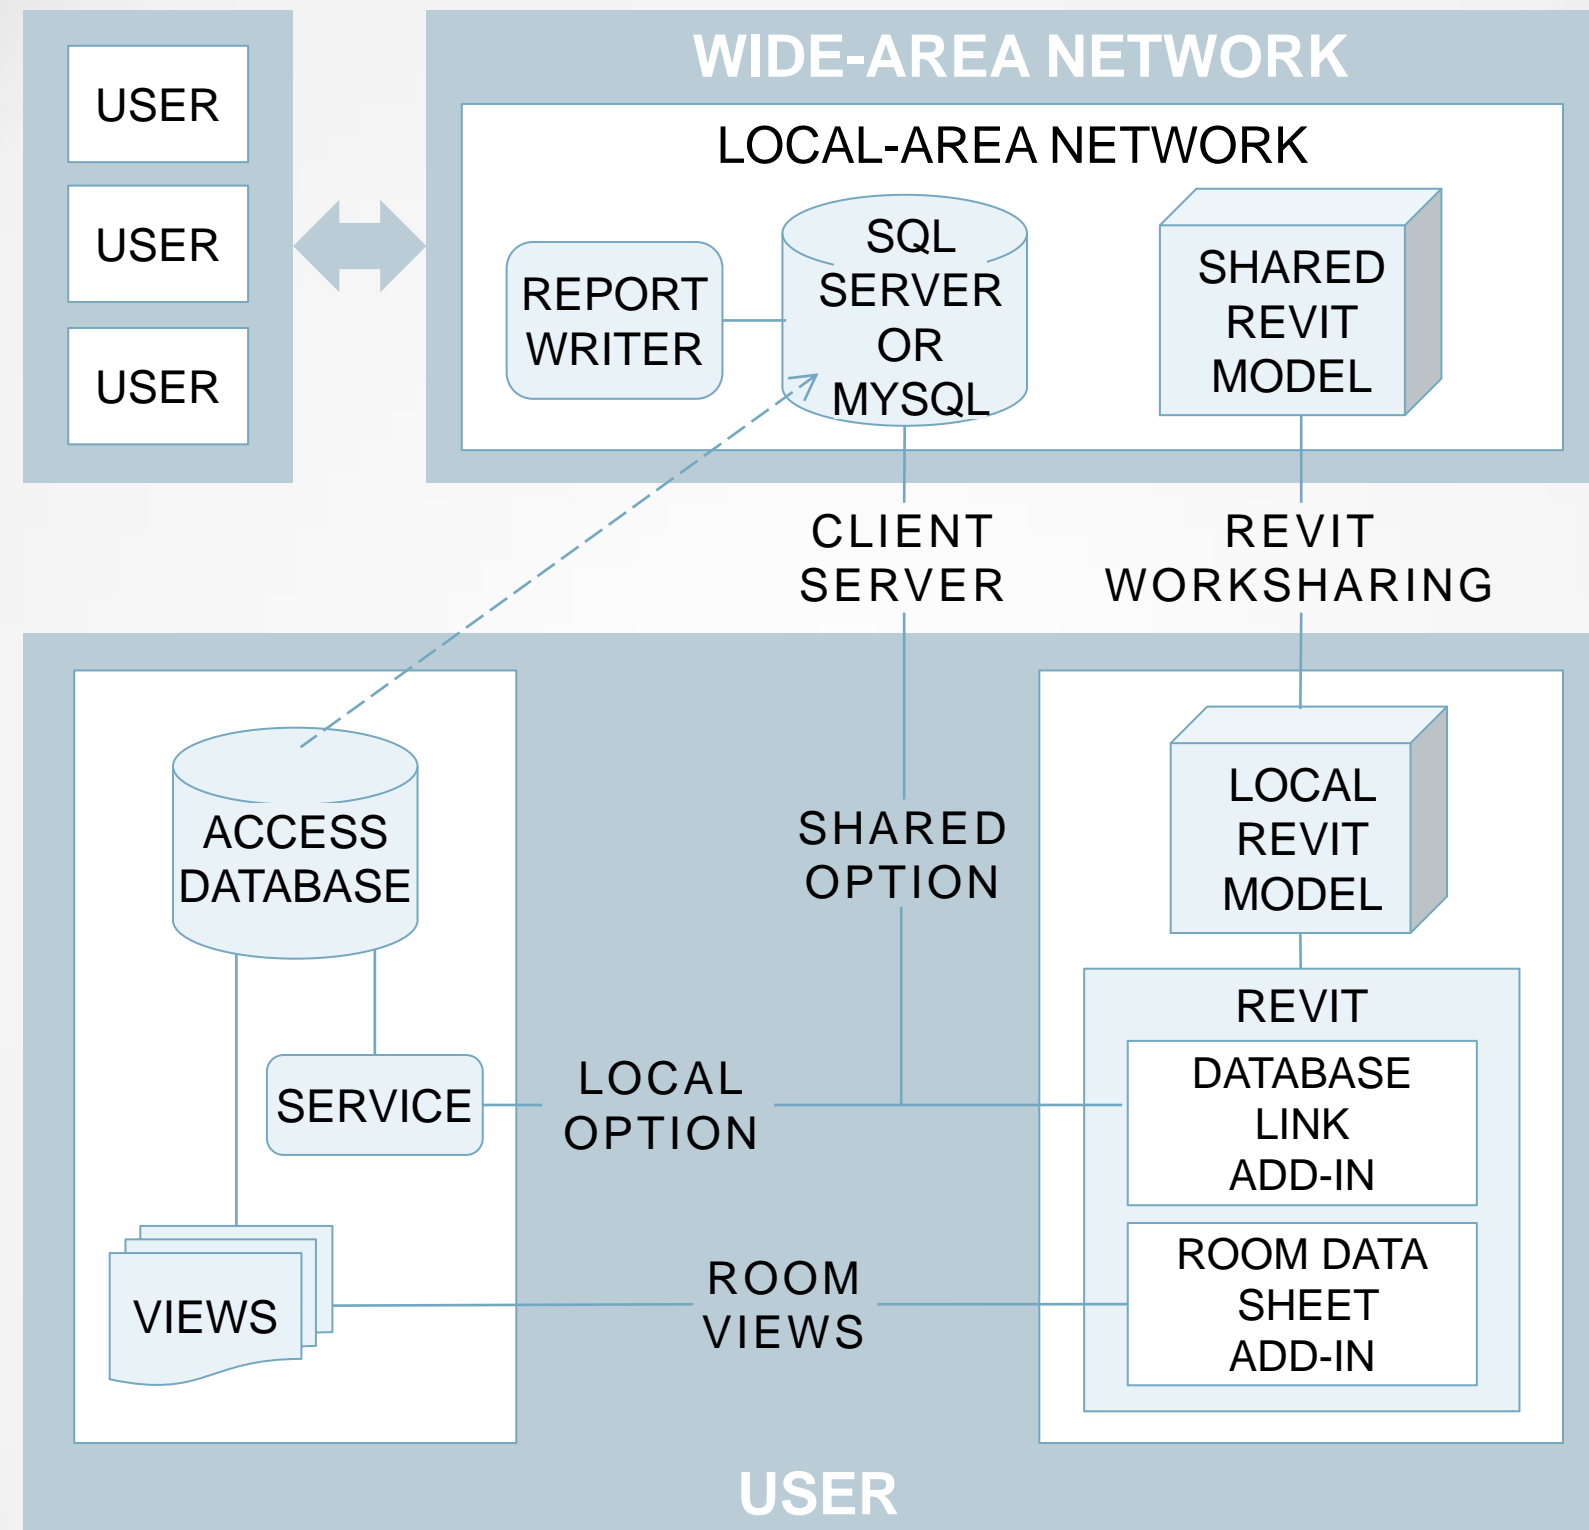 USER
USER
USER
WIDE-AREA NETWORK
LOCAL-AREA NETWORK
REPORT
WRITER
SQL
SERVER
OR
MYSQL
SHARED
REVIT
MODEL
CLIENT
SERVER
REVIT
WORKSHARING
ACCESS
DATABASE
SHARED
OPTION
LOCAL
REVIT
MODEL
REVIT
SERVICE
LOCAL
OPTION
DATABASE
LINK
ADD-IN
VIEWS
ROOM
VIEWS
ROOM DATA
SHEET
ADD-IN
USER